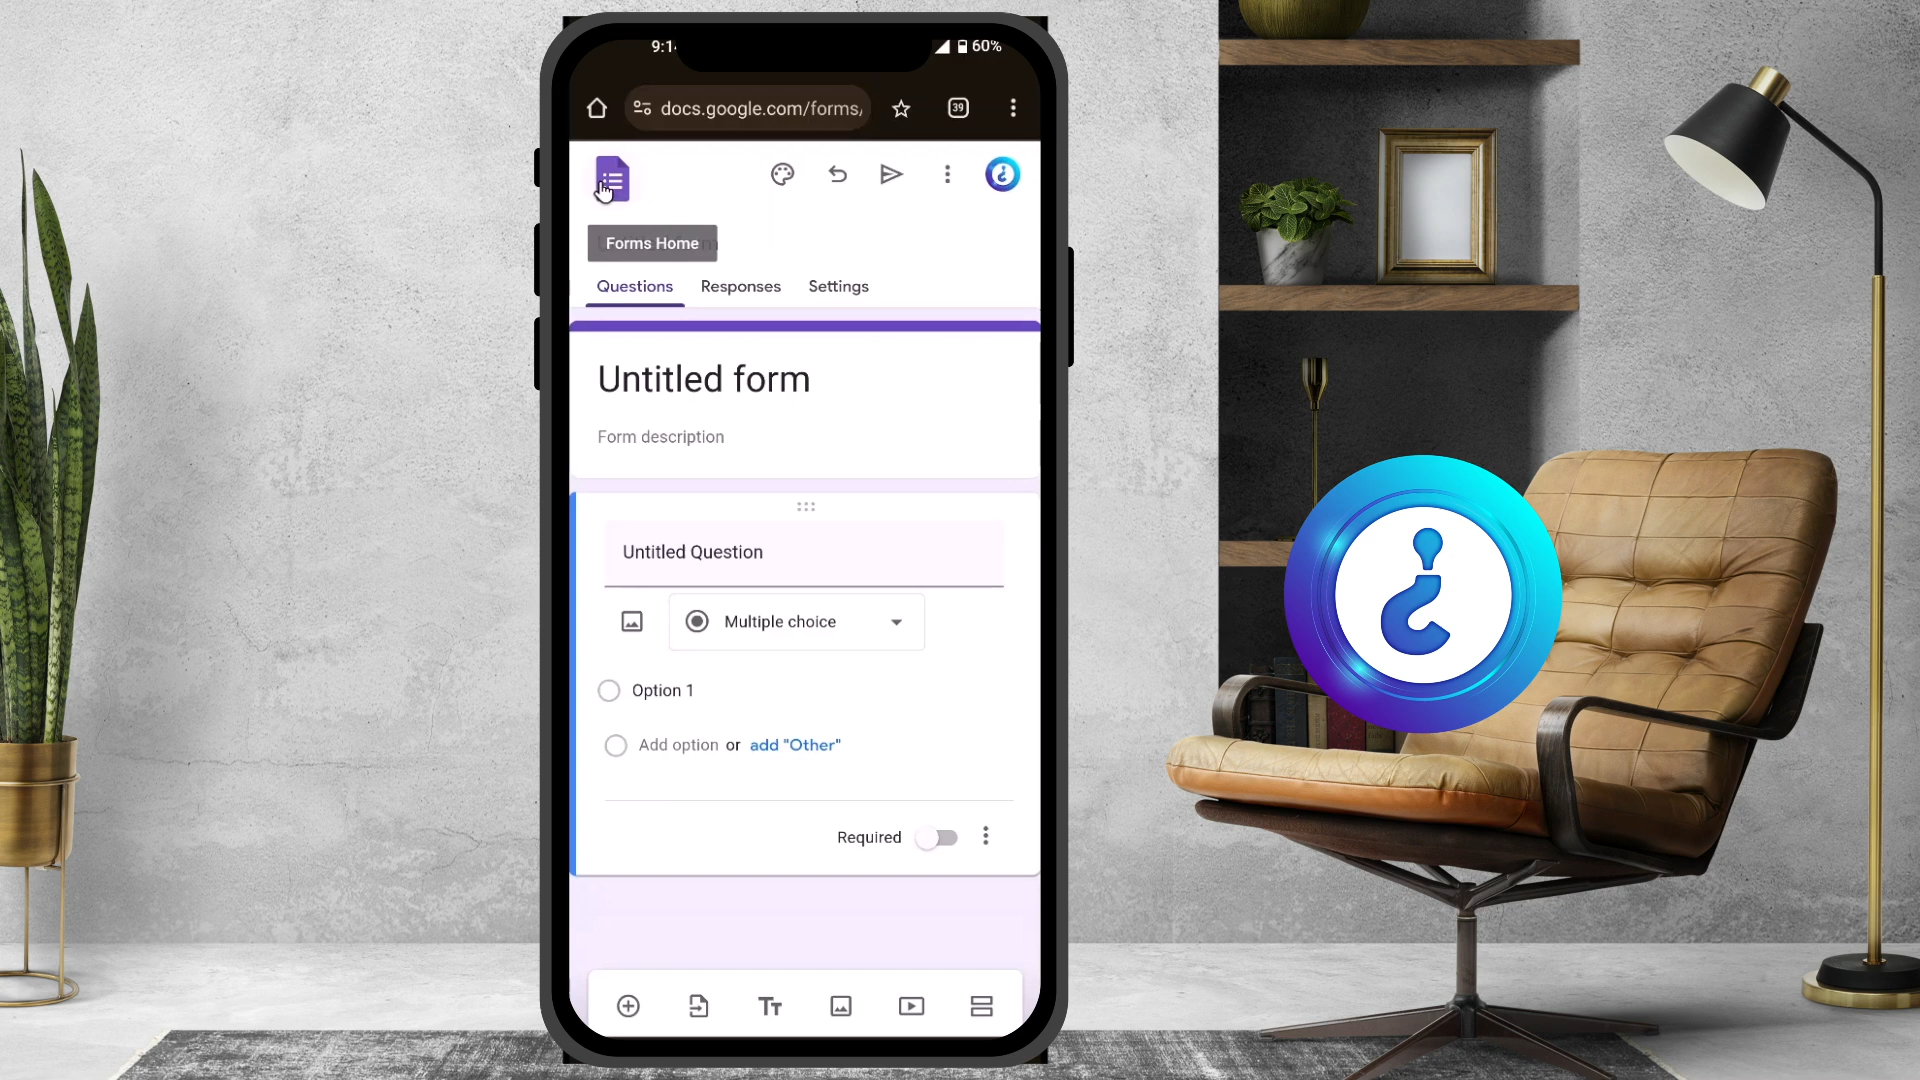 9:1
60%
docs.google.com/forms/
39
Forms Home
Questions Responses Settings
Untitled form
Form description
Untitled Question
Multiple choice
Option 1
Add option or add "Other"
Required
Tт